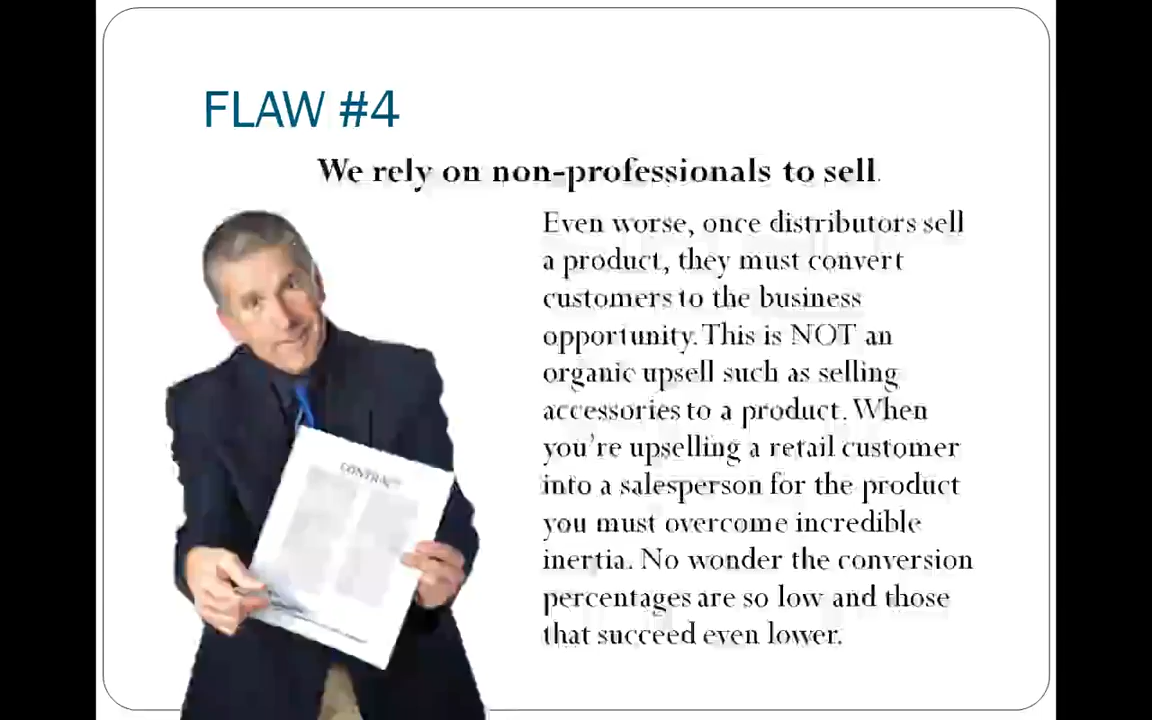 FLAW #4
We rely on non-professionals to sell.
Even worse, once distributors sell
a product, they must convert
customers to the business
opportunity. This is NOT an
organic upsell such as selling
accessories to a product. When
you're upselling a retail customer
into a salesperson for the product
you must overcome incredible
inertia. No wonder the conversion
percentages are so low and those
that succeed even lower.
CONTRACT